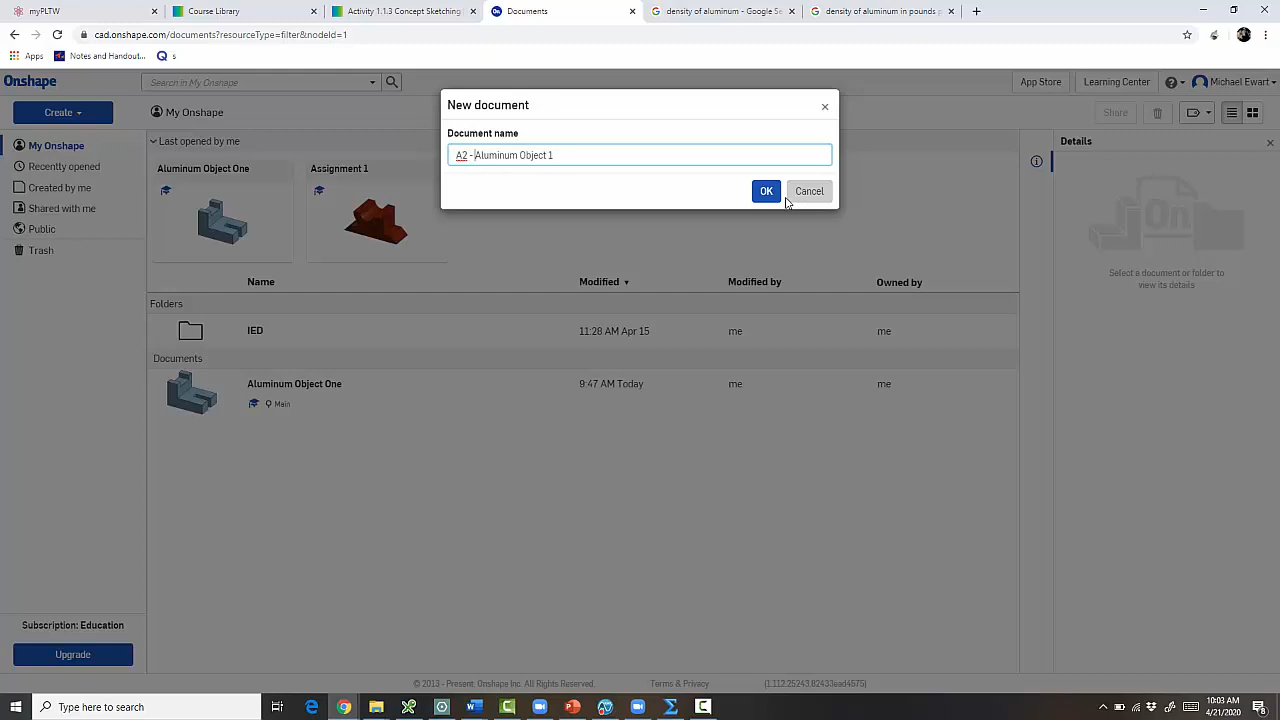 myPLTW
Course Library
Activity 1.1.3 Concept Sketching
Documents
density of aluminum - Google Se
density of aluminum in pounds p
cad.onshape.com/documents?resourceType=filter&nodeId=1
Apps
Notes and Handout...
s
Onshape
Search in My Onshape
App Store
Learning Center
Michael Ewart
Create
My Onshape
Share
New document
Document name
A2 - Aluminum Object 1
OK
Cancel
My Onshape
Recently opened
Created by me
Shared with me
Public
Trash
Last opened by me
Aluminum Object One
Assignment 1
Name
Modified
Modified by
Owned by
Folders
IED
11:28 AM Apr 15
me
me
Documents
Aluminum Object One
9:47 AM Today
me
me
Main
Details
On
Select a document or folder to
view its details
Subscription: Education
Upgrade
© 2013 - Present: Onshape Inc. All Rights Reserved.
Terms & Privacy
(1.112.25243.82433ead4575)
Type here to search
10:03 AM
4/21/2020